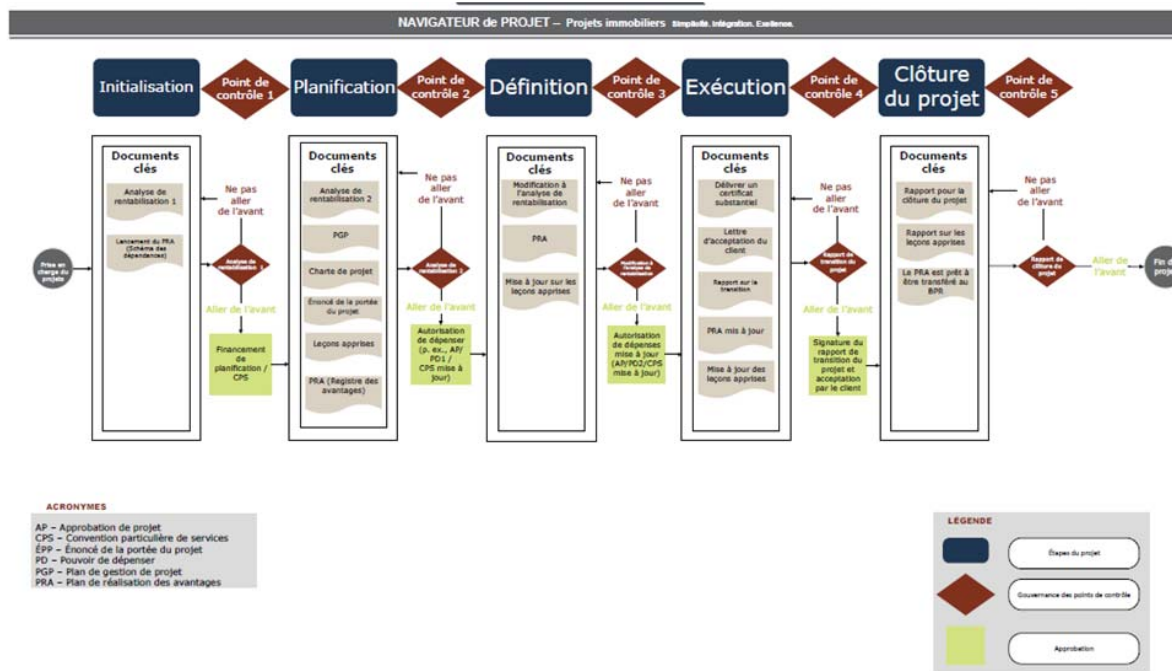 NAVIGATEUR de PROJET – Projets immobiliers Simplicité. Intégration. Exellence.
Initialisation
Point de
contrôle 1
Planification
Point de
contrôle 2
Définition
Point de
contrôle 3
Exécution
Point de
contrôle 4
Clôture
du projet
Point de
contrôle 5
Prise en
charge du
projets
Documents
clés
Analyse de
rentabilisation 1
Lancement du PRA
(Schéma des
dépendances)
Ne pas
aller
de l'avant
Analyse de
rentabilisation 1
Aller de l'avant
Financement
de
planification /
CPS
Documents
clés
Analyse de
rentabilisation 2
PGP
Charte de projet
Énoncé de la portée
du projet
Leçons apprises
PRA (Registre des
avantages)
Ne pas
aller
de l'avant
Analyse de
rentabilisation 2
Aller de l'avant
Autorisation
de dépenser
(p. ex., AP/
PD1 /
CPS mise à
jour)
Documents
clés
Modification à
l'analyse de
rentabilisation
PRA
Mise à jour sur les
leçons apprises
Ne pas
aller
de l'avant
Modification à
l'analyse de
rentabilisation
Aller de l'avant
Autorisation
de dépenses
mise à jour
(AP/PD2/CPS
mise à jour)
Documents
clés
Délivrer un
certificat
substantiel
Lettre
d'acceptation du
client
Rapport sur la
transition
PRA mis à jour
Mise à jour des
leçons apprises
Ne pas
aller
de l'avant
Rapport de
transition du
projet
Aller de l'avant
Signature du
rapport de
transition du
projet et
acceptation
par le client
Documents
clés
Rapport pour la
clôture du projet
Rapport sur les
leçons apprises
Le PRA est prêt à
être transféré au
BPR
Ne pas
aller
de l'avant
Rapport de
clôture du
projet
Aller de
l'avant
Fin d
proje
ACRONYMES
AP – Approbation de projet
CPS – Convention particulière de services
ÉPP – Énoncé de la portée du projet
PD – Pouvoir de dépenser
PGP – Plan de gestion de projet
PRA – Plan de réalisation des avantages
LÉGENDE
Étapes du projet
Gouvernance des points de contrôle
Approbation